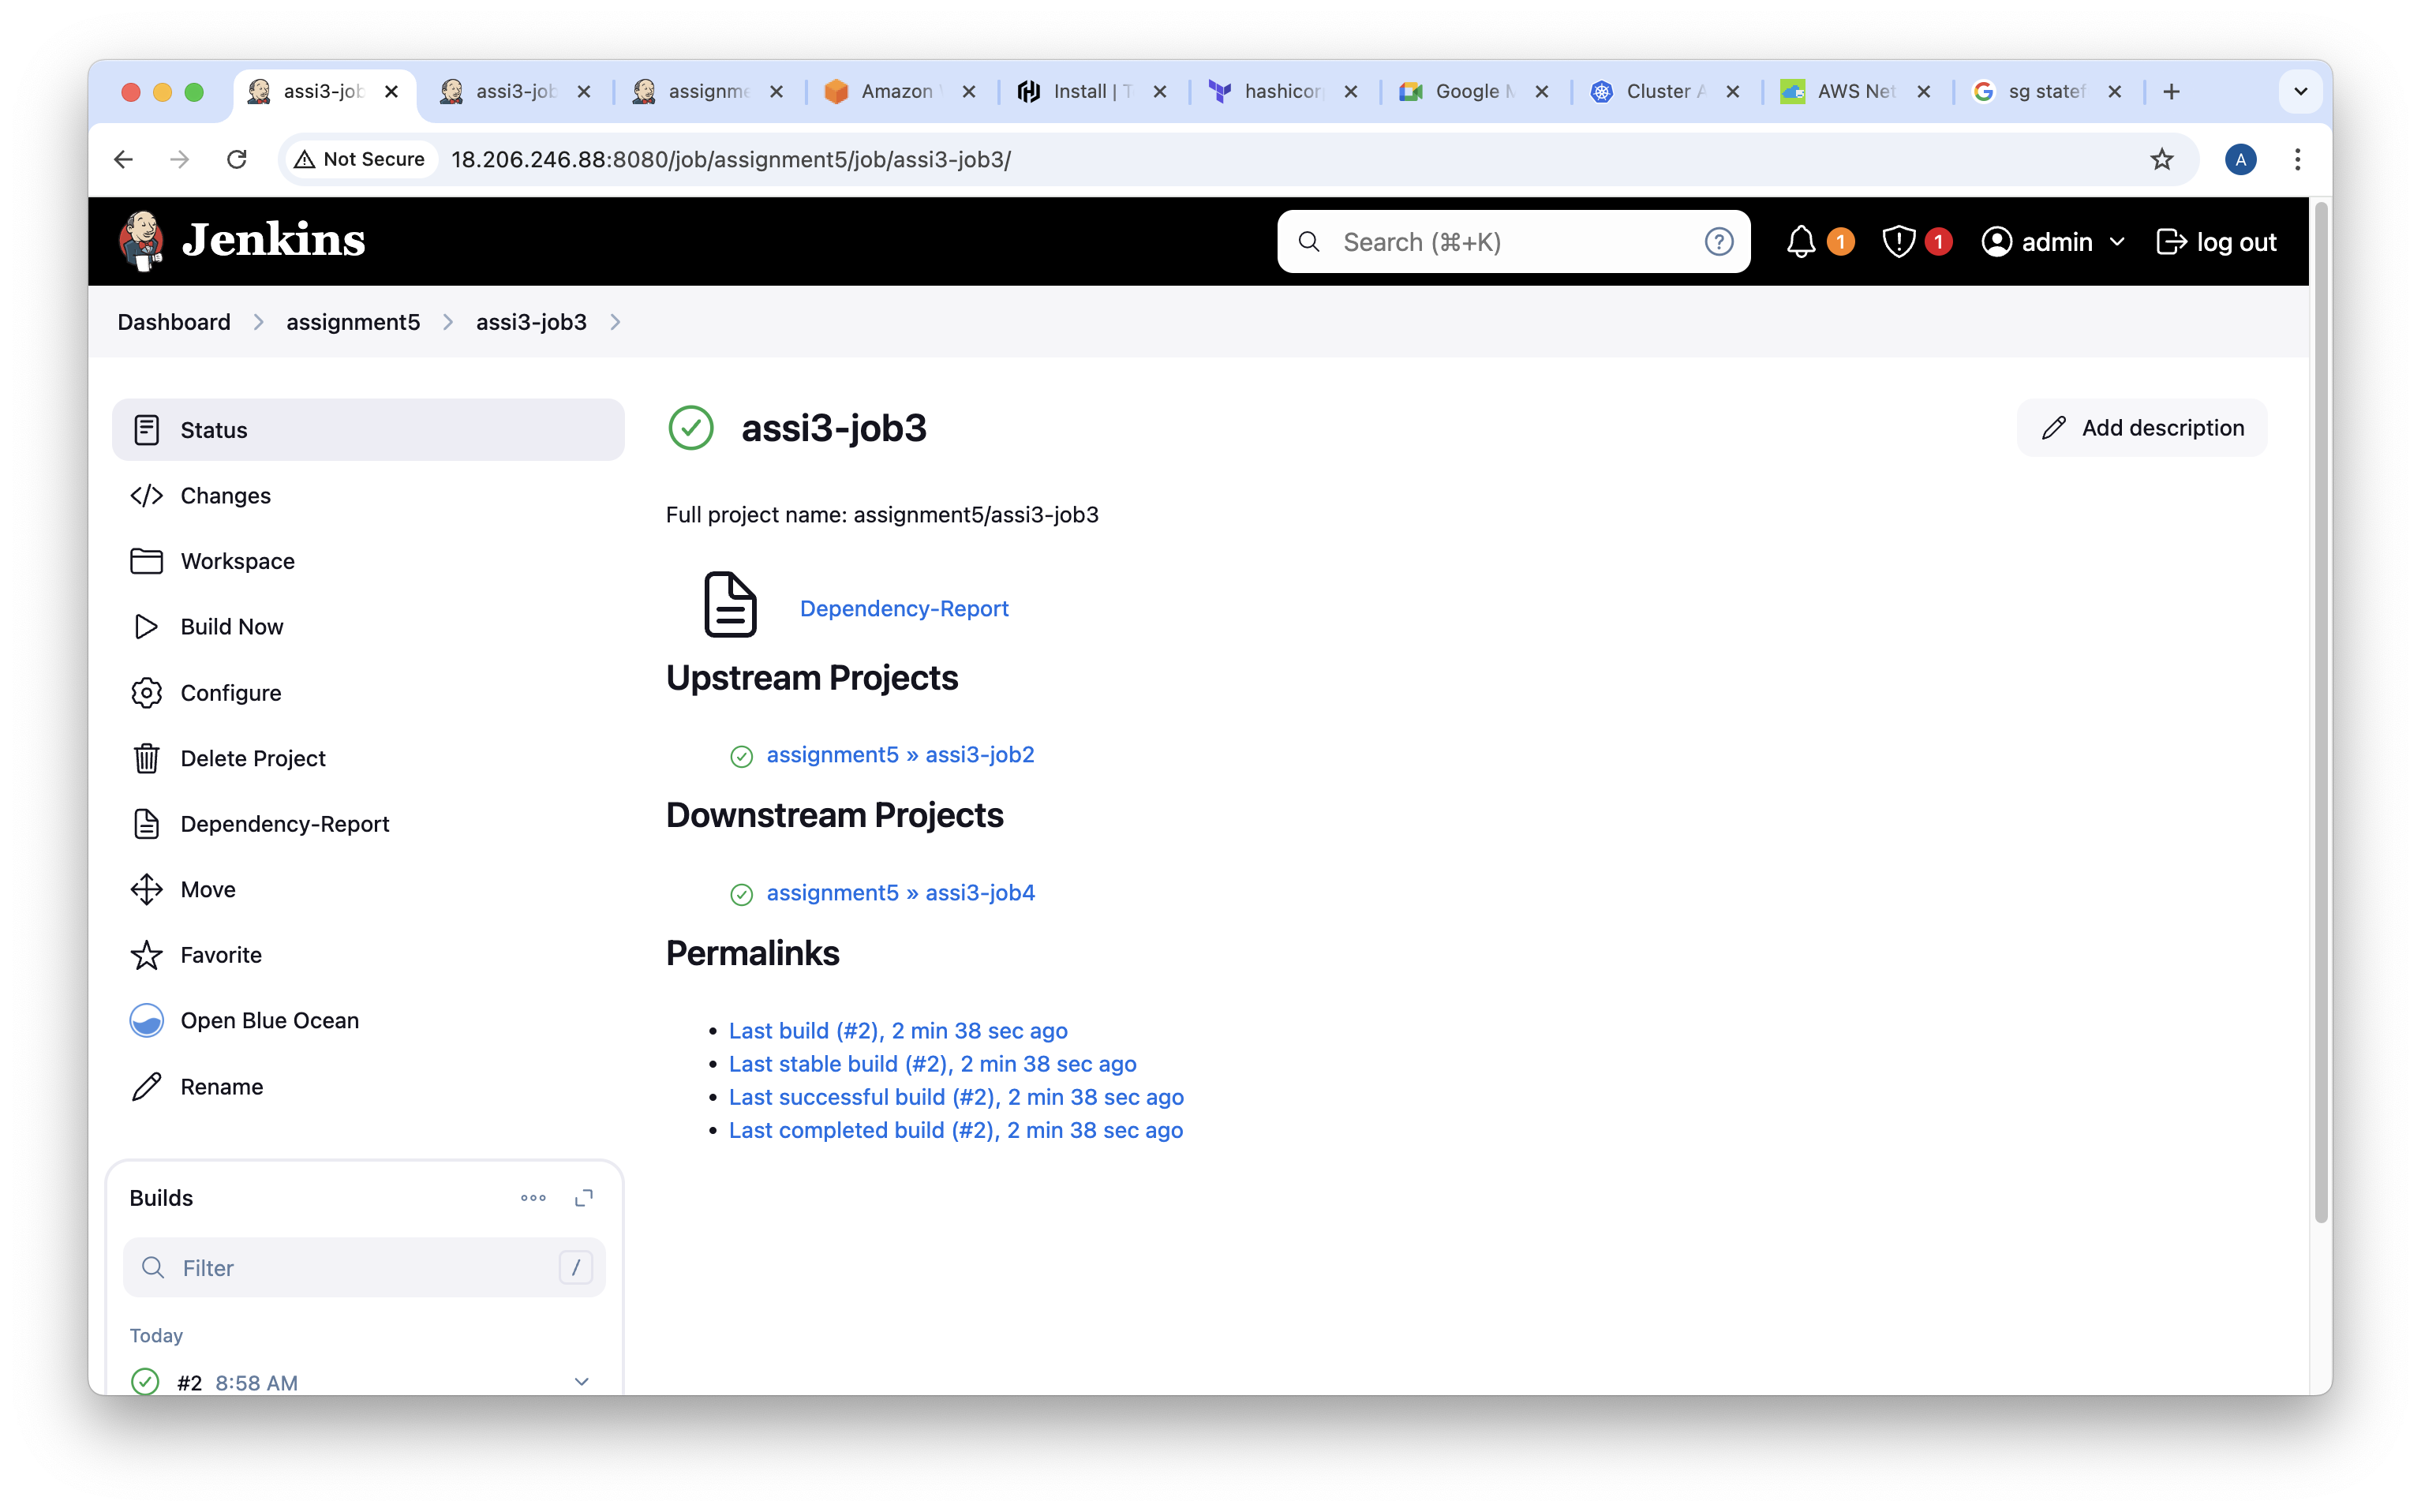 assi3-job
assi3-job
assignme
Amazon
Install | T
hashicor
Google M
Cluster A
AWS Net
sg statef
Not Secure
18.206.246.88:8080/job/assignment5/job/assi3-job3/
A
Jenkins
Search (⌘+K)
?
1
1
admin
log out
Dashboard
assignment5
assi3-job3
Status
Changes
Workspace
Build Now
Configure
Delete Project
Dependency-Report
Move
Favorite
Open Blue Ocean
Rename
Builds
Filter
/
Today
#2 8:58 AM
assi3-job3
Add description
Full project name: assignment5/assi3-job3
Dependency-Report
Upstream Projects
assignment5 » assi3-job2
Downstream Projects
assignment5 » assi3-job4
Permalinks
• Last build (#2), 2 min 38 sec ago
• Last stable build (#2), 2 min 38 sec ago
• Last successful build (#2), 2 min 38 sec ago
• Last completed build (#2), 2 min 38 sec ago